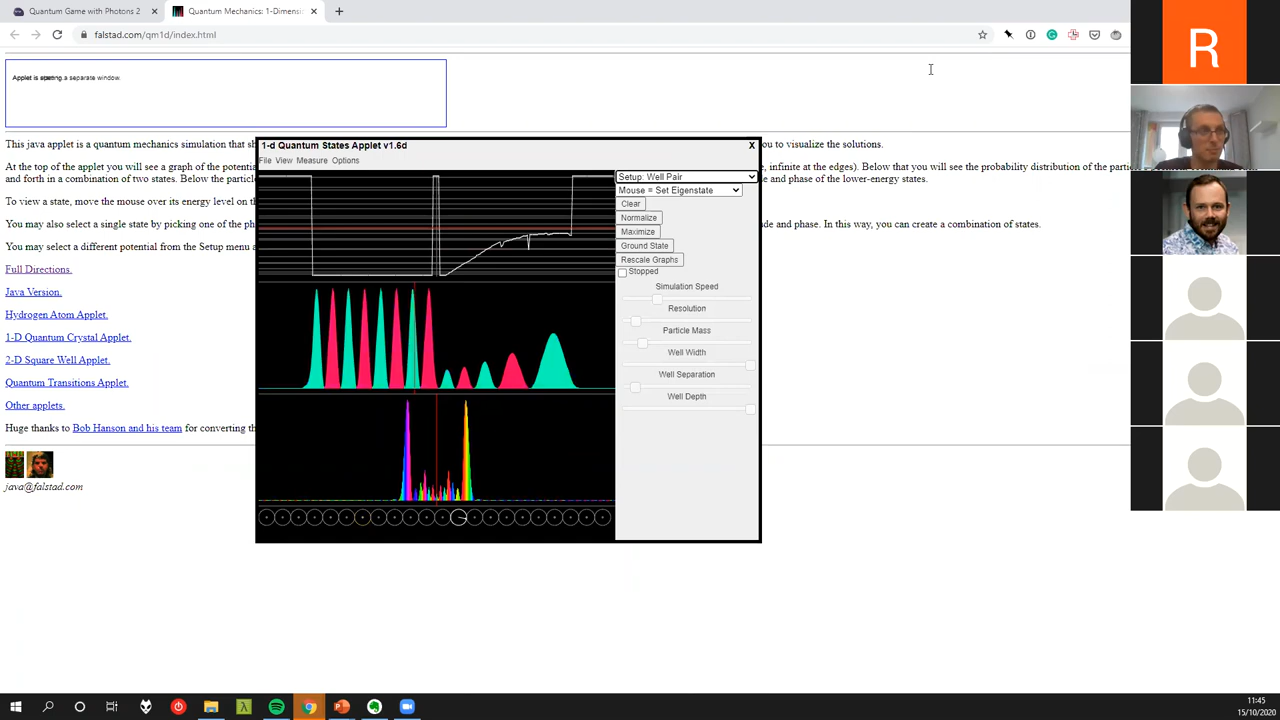 Quantum Game with Photons 2
Quantum Mechanics: 1-Dimensi
falstad.com/qm1d/index.html
R
This java applet is a quantum mechanics simulation that sh
you to visualize the solutions.
At the top of the applet you will see a graph of the potentia
e, infinite at the edges). Below that you will see the probability distribution of the partic
and forth in a combination of two states. Below the particl
e and phase of the lower-energy states.
To view a state, move the mouse over its energy level on th
You may also select a single state by picking one of the ph
ude and phase. In this way, you can create a combination of states.
You may select a different potential from the Setup menu a
Full Directions.
Java Version.
Hydrogen Atom Applet.
1-D Quantum Crystal Applet.
2-D Square Well Applet.
Quantum Transitions Applet.
Other applets.
Huge thanks to Bob Hanson and his team for converting th
java@falstad.com
1-d Quantum States Applet v1.6d
X
File View Measure Options
Setup: Well Pair
Mouse = Set Eigenstate
Clear
Normalize
Maximize
Ground State
Rescale Graphs
Stopped
Simulation Speed
Resolution
Particle Mass
Well Width
Well Separation
Well Depth
11:45
15/10/2020